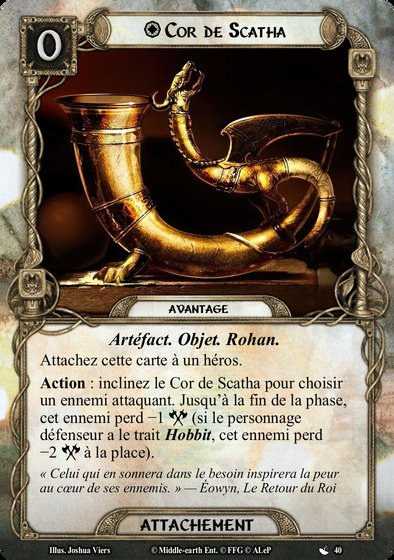 0
Cor de Scatha
Avantage
Artéfact. Objet. Rohan.
Attachez cette carte à un héros.
Action : inclinez le Cor de Scatha pour choisir
un ennemi attaquant. Jusqu’à la fin de la phase,
cet ennemi perd −1 (si le personnage
défenseur a le trait Hobbit, cet ennemi perd
−2 à la place).
« Celui qui en sonnera dans le besoin inspirera la peur
au cœur de ses ennemis. » — Éowyn, Le Retour du Roi
Illus. Joshua Viers © Middle-earth Ent. © FFG © ALeP 40
Attachement